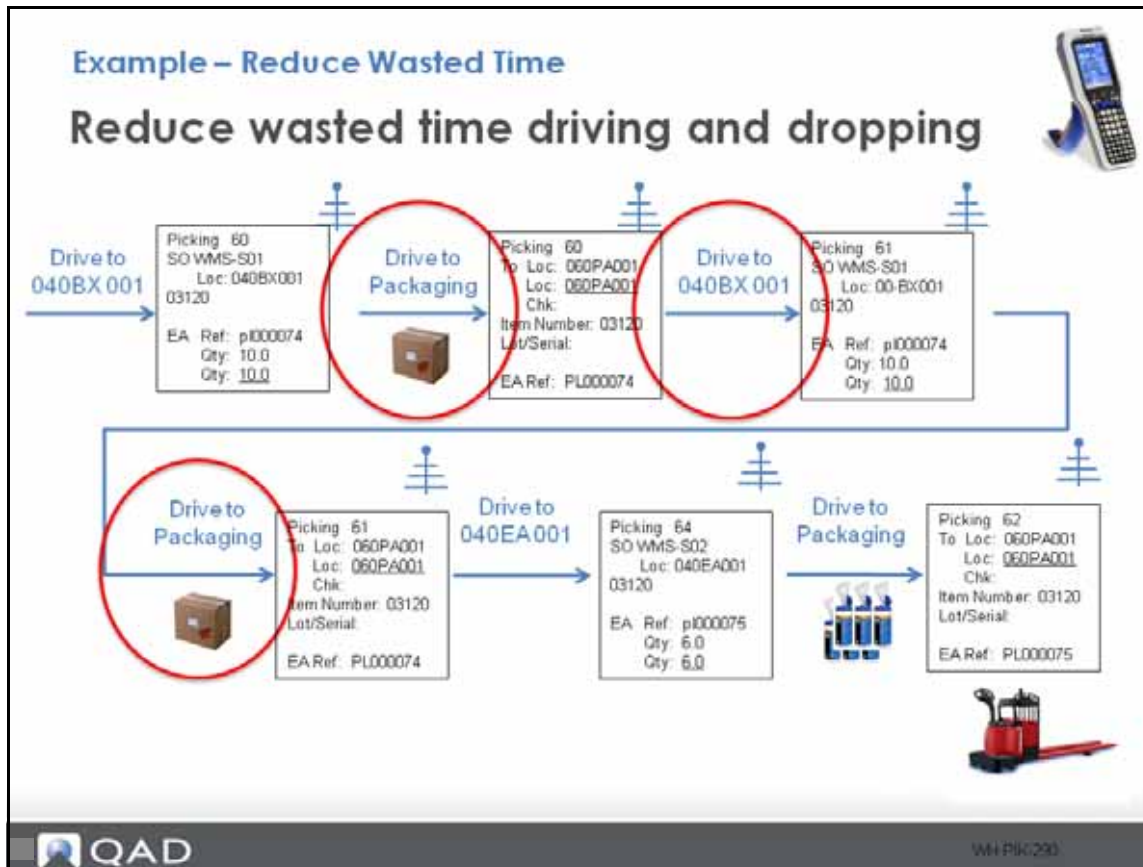 Example – Reduce Wasted Time
Reduce wasted time driving and dropping
Drive to
040BX 001
Picking 60
SO WMS-S01
Loc: 040BX001
03120
EA Ref: pl000074
Qty: 10.0
Qty: 10.0
Drive to
Packaging
Picking 60
To Loc: 060PA001
Loc: 060PA001
Chk:
Item Number: 03120
Lot/Serial:
EA Ref: PL000074
Drive to
040BX 001
Picking 61
SO WMS-S01
Loc: 00-BX001
03120
EA Ref: pl000074
Qty: 10.0
Qty: 10.0
Drive to
Packaging
Picking 61
To Loc: 060PA001
Loc: 060PA001
Chk:
Item Number: 03120
Lot/Serial:
EA Ref: PL000074
Drive to
040EA001
Picking 64
SO WMS-S02
Loc: 040EA001
03120
EA Ref: pl000075
Qty: 6.0
Qty: 6.0
Drive to
Packaging
Picking 62
To Loc: 060PA001
Loc: 060PA001
Chk:
Item Number: 03120
Lot/Serial:
EA Ref: PL000075
QAD
WH-PIK-290